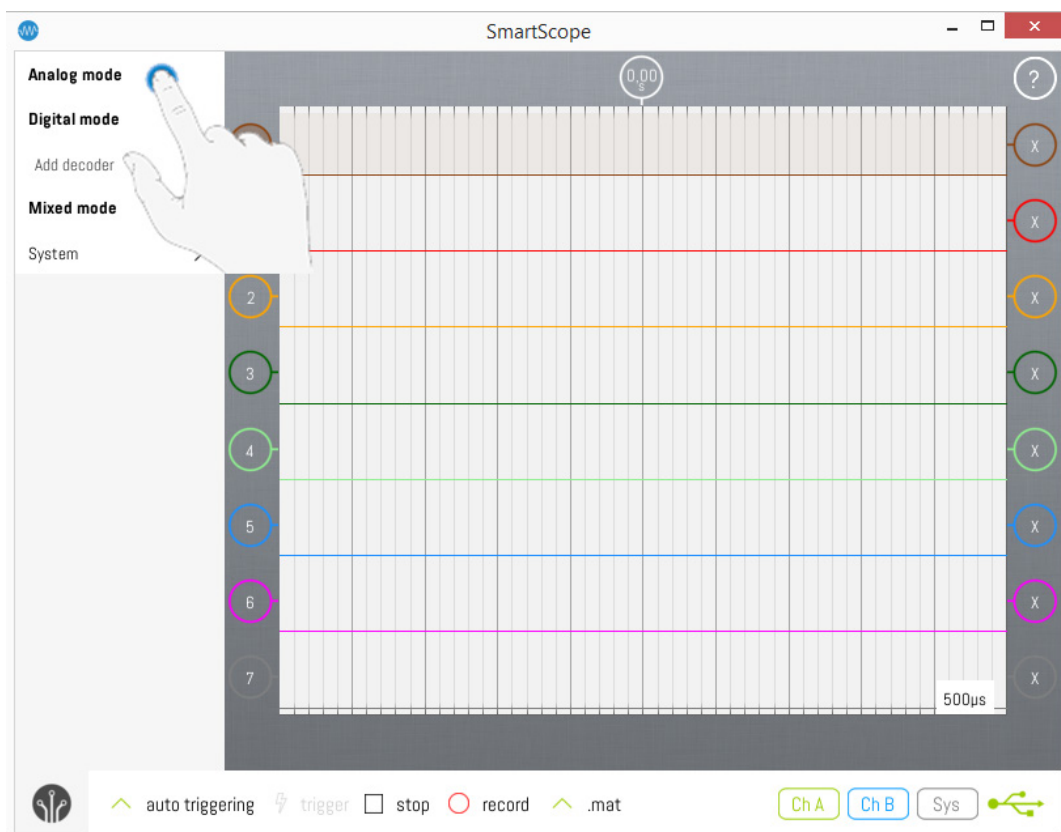 SmartScope
Analog mode
Digital mode
Add decoder
Mixed mode
System
0,00
s
?
X
X
2 X
3 X
4 X
5 X
6 X
7 X
500µs
auto triggering trigger stop record .mat Ch A Ch B Sys